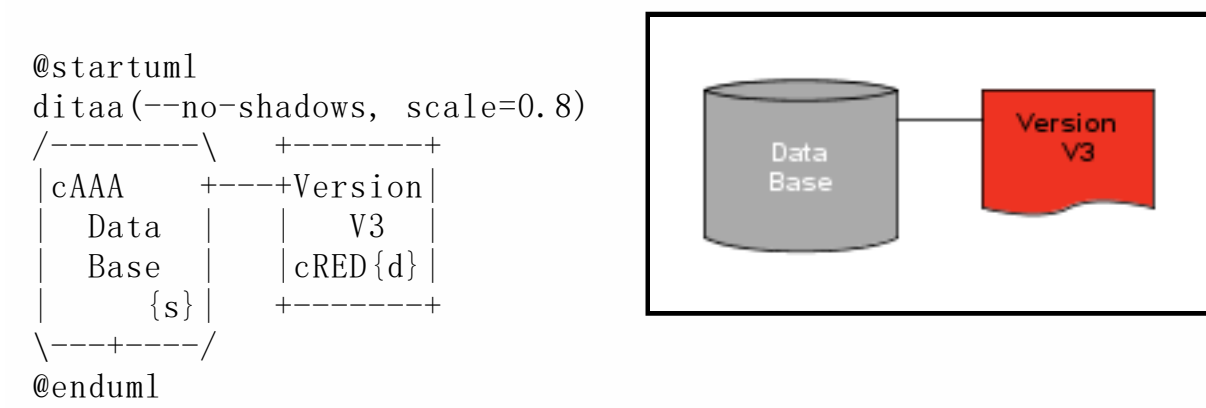 @startuml
ditaa(--no-shadows, scale=0.8)
/--------\   +-------+
|cAAA    +---+Version|
|  Data  |   |   V3  |
|  Base  |   |cRED{d}|
|     {s}|   +-------+
\---+----/
@enduml
Data
Base
Version
V3